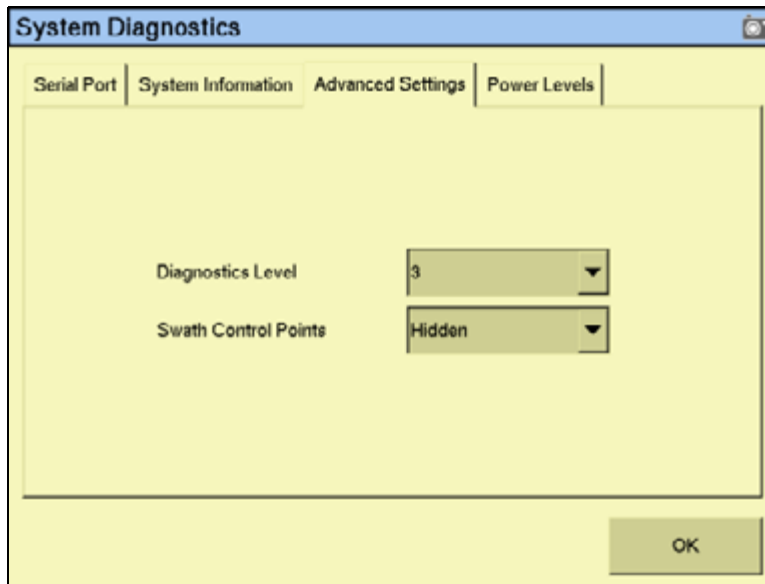 System Diagnostics
Serial Port System Information Advanced Settings Power Levels
Diagnostics Level 3
Swath Control Points Hidden
OK